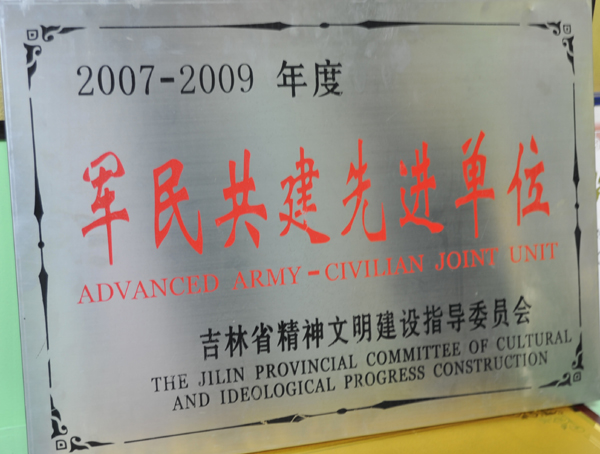 2007-2009 年度
军民共建先进单位
ADVANCED ARMY-CIVILIAN JOINT UNIT
吉林省精神文明建设指导委员会
THE JILIN PROVINCIAL COMMITTEE OF CULTURAL
AND IDEOLOGICAL PROGRESS CONSTRUCTION